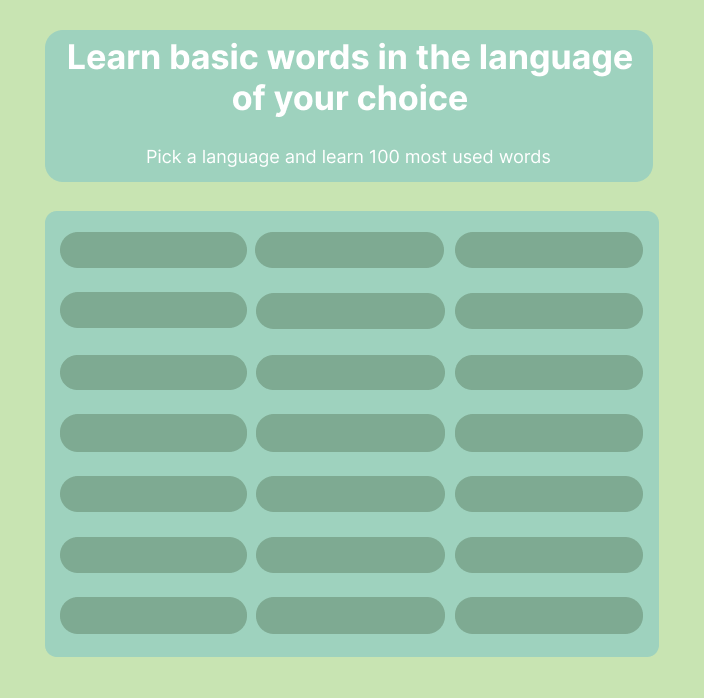 Learn basic words in the language
of your choice
Pick a language and learn 100 most used words